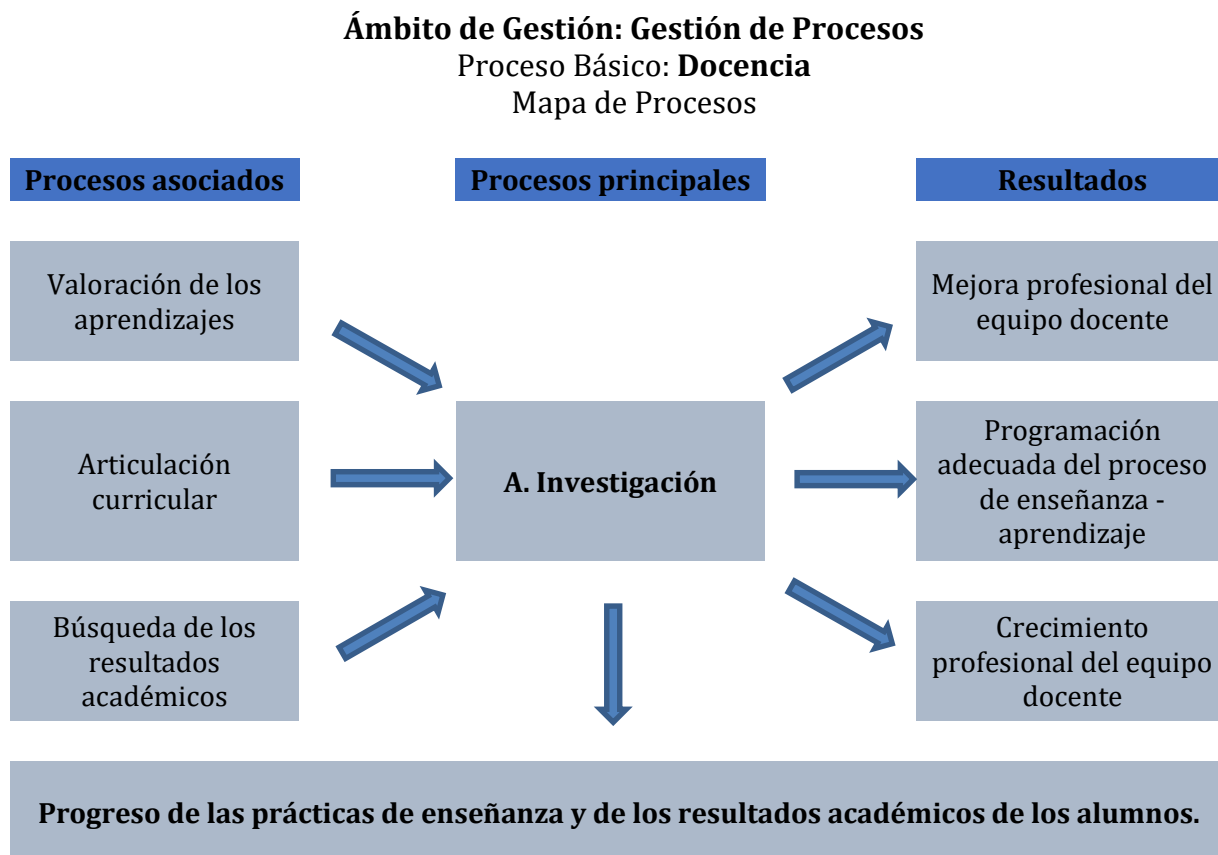 Ámbito de Gestión: Gestión de Procesos
Proceso Básico: Docencia
Mapa de Procesos
Procesos asociados
Procesos principales
Resultados
Valoración de los
aprendizajes
Mejora profesional del
equipo docente
Articulación
curricular
A. Investigación
Programación
adecuada del proceso
de enseñanza -
aprendizaje
Búsqueda de los
resultados
académicos
Crecimiento
profesional del equipo
docente
Progreso de las prácticas de enseñanza y de los resultados académicos de los alumnos.